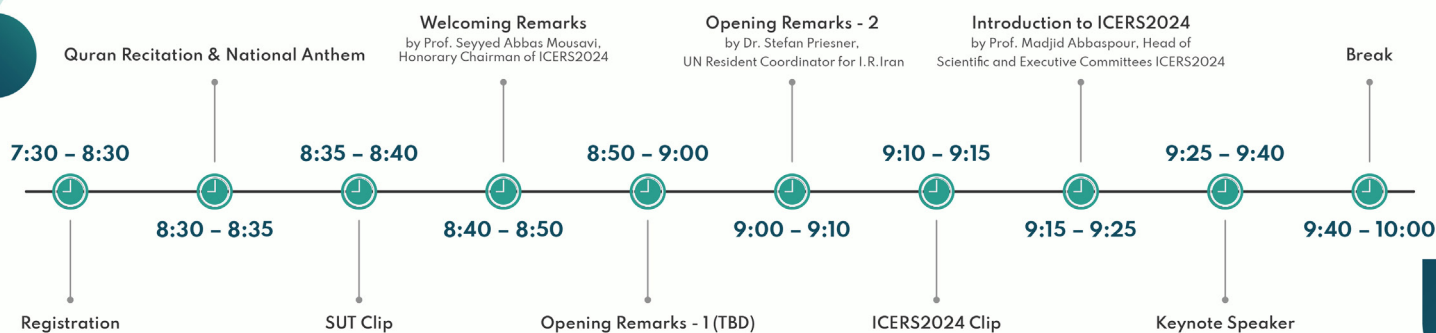 Welcoming Remarks
by Prof. Seyyed Abbas Mousavi,
Honorary Chairman of ICERS2024
Opening Remarks - 2
by Dr. Stefan Priesner,
UN Resident Coordinator for I.R.Iran
Introduction to ICERS2024
by Prof. Madjid Abbaspour, Head of
Scientific and Executive Committees ICERS2024
Quran Recitation & National Anthem
Break
7:30 – 8:30
8:35 – 8:40
8:50 – 9:00
9:10 – 9:15
9:25 – 9:40
8:30 – 8:35
8:40 – 8:50
9:00 – 9:10
9:15 – 9:25
9:40 – 10:00
Registration
SUT Clip
Opening Remarks - 1 (TBD)
ICERS2024 Clip
Keynote Speaker